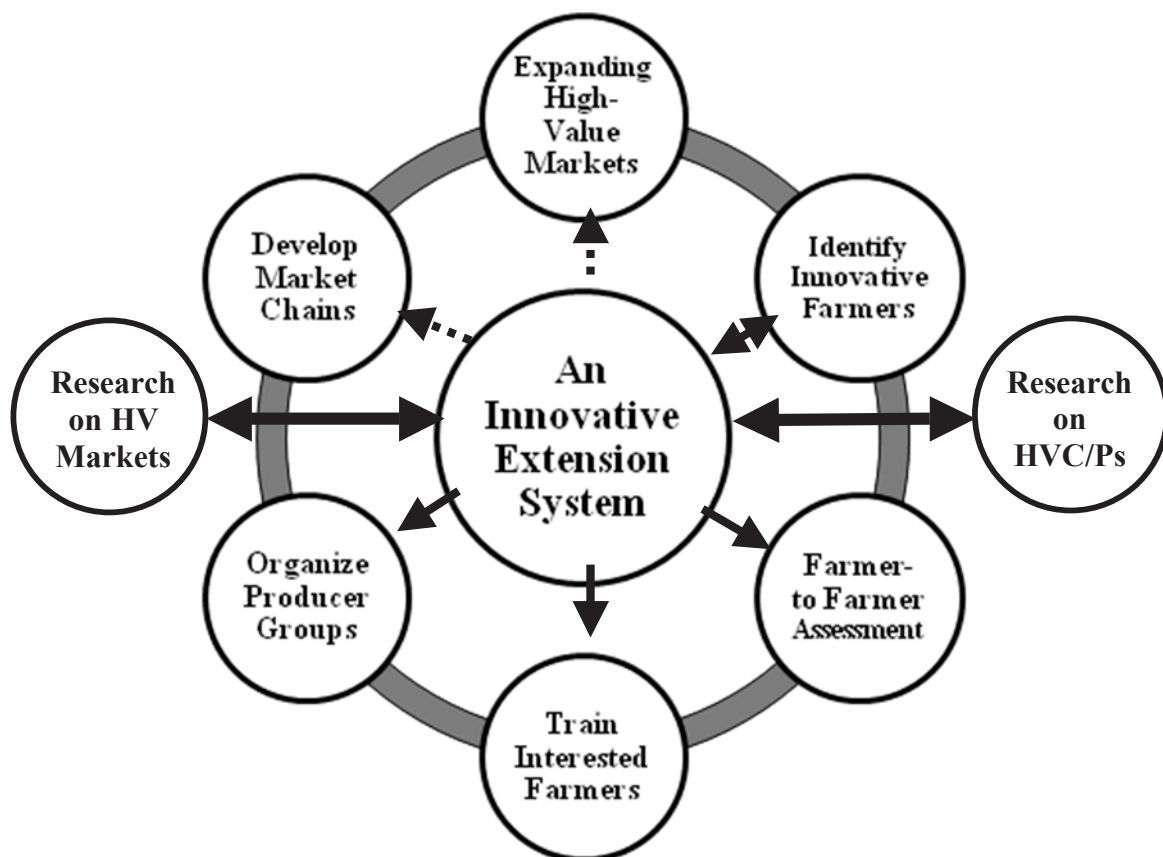 Expanding
High-
Value
Markets
Identify
Innovative
Farmers
Research
on
HVC/Ps
Farmer-
to Farmer
Assessment
Train
Interested
Farmers
Organize
Producer
Groups
Research
on HV
Markets
Develop
Market
Chains
An
Innovative
Extension
System